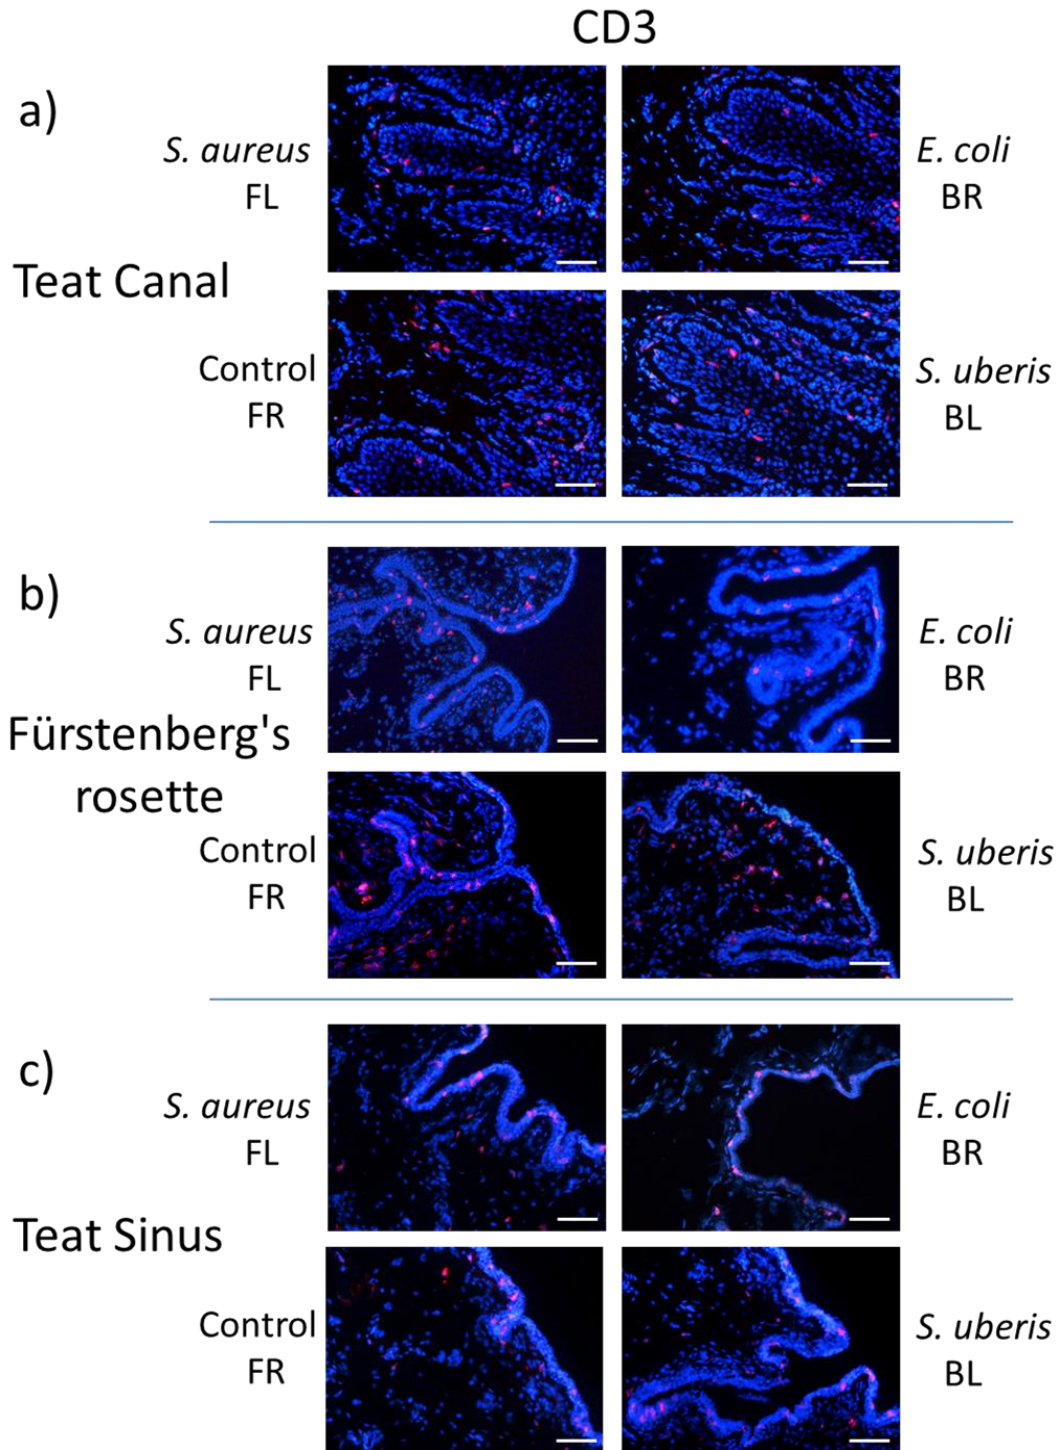 CD3
a)
S. aureus
FL
E. coli
BR
Teat Canal
Control
FR
S. uberis
BL
b)
S. aureus
FL
E. coli
BR
Fürstenberg's
rosette
Control
FR
S. uberis
BL
c)
S. aureus
FL
E. coli
BR
Teat Sinus
Control
FR
S. uberis
BL